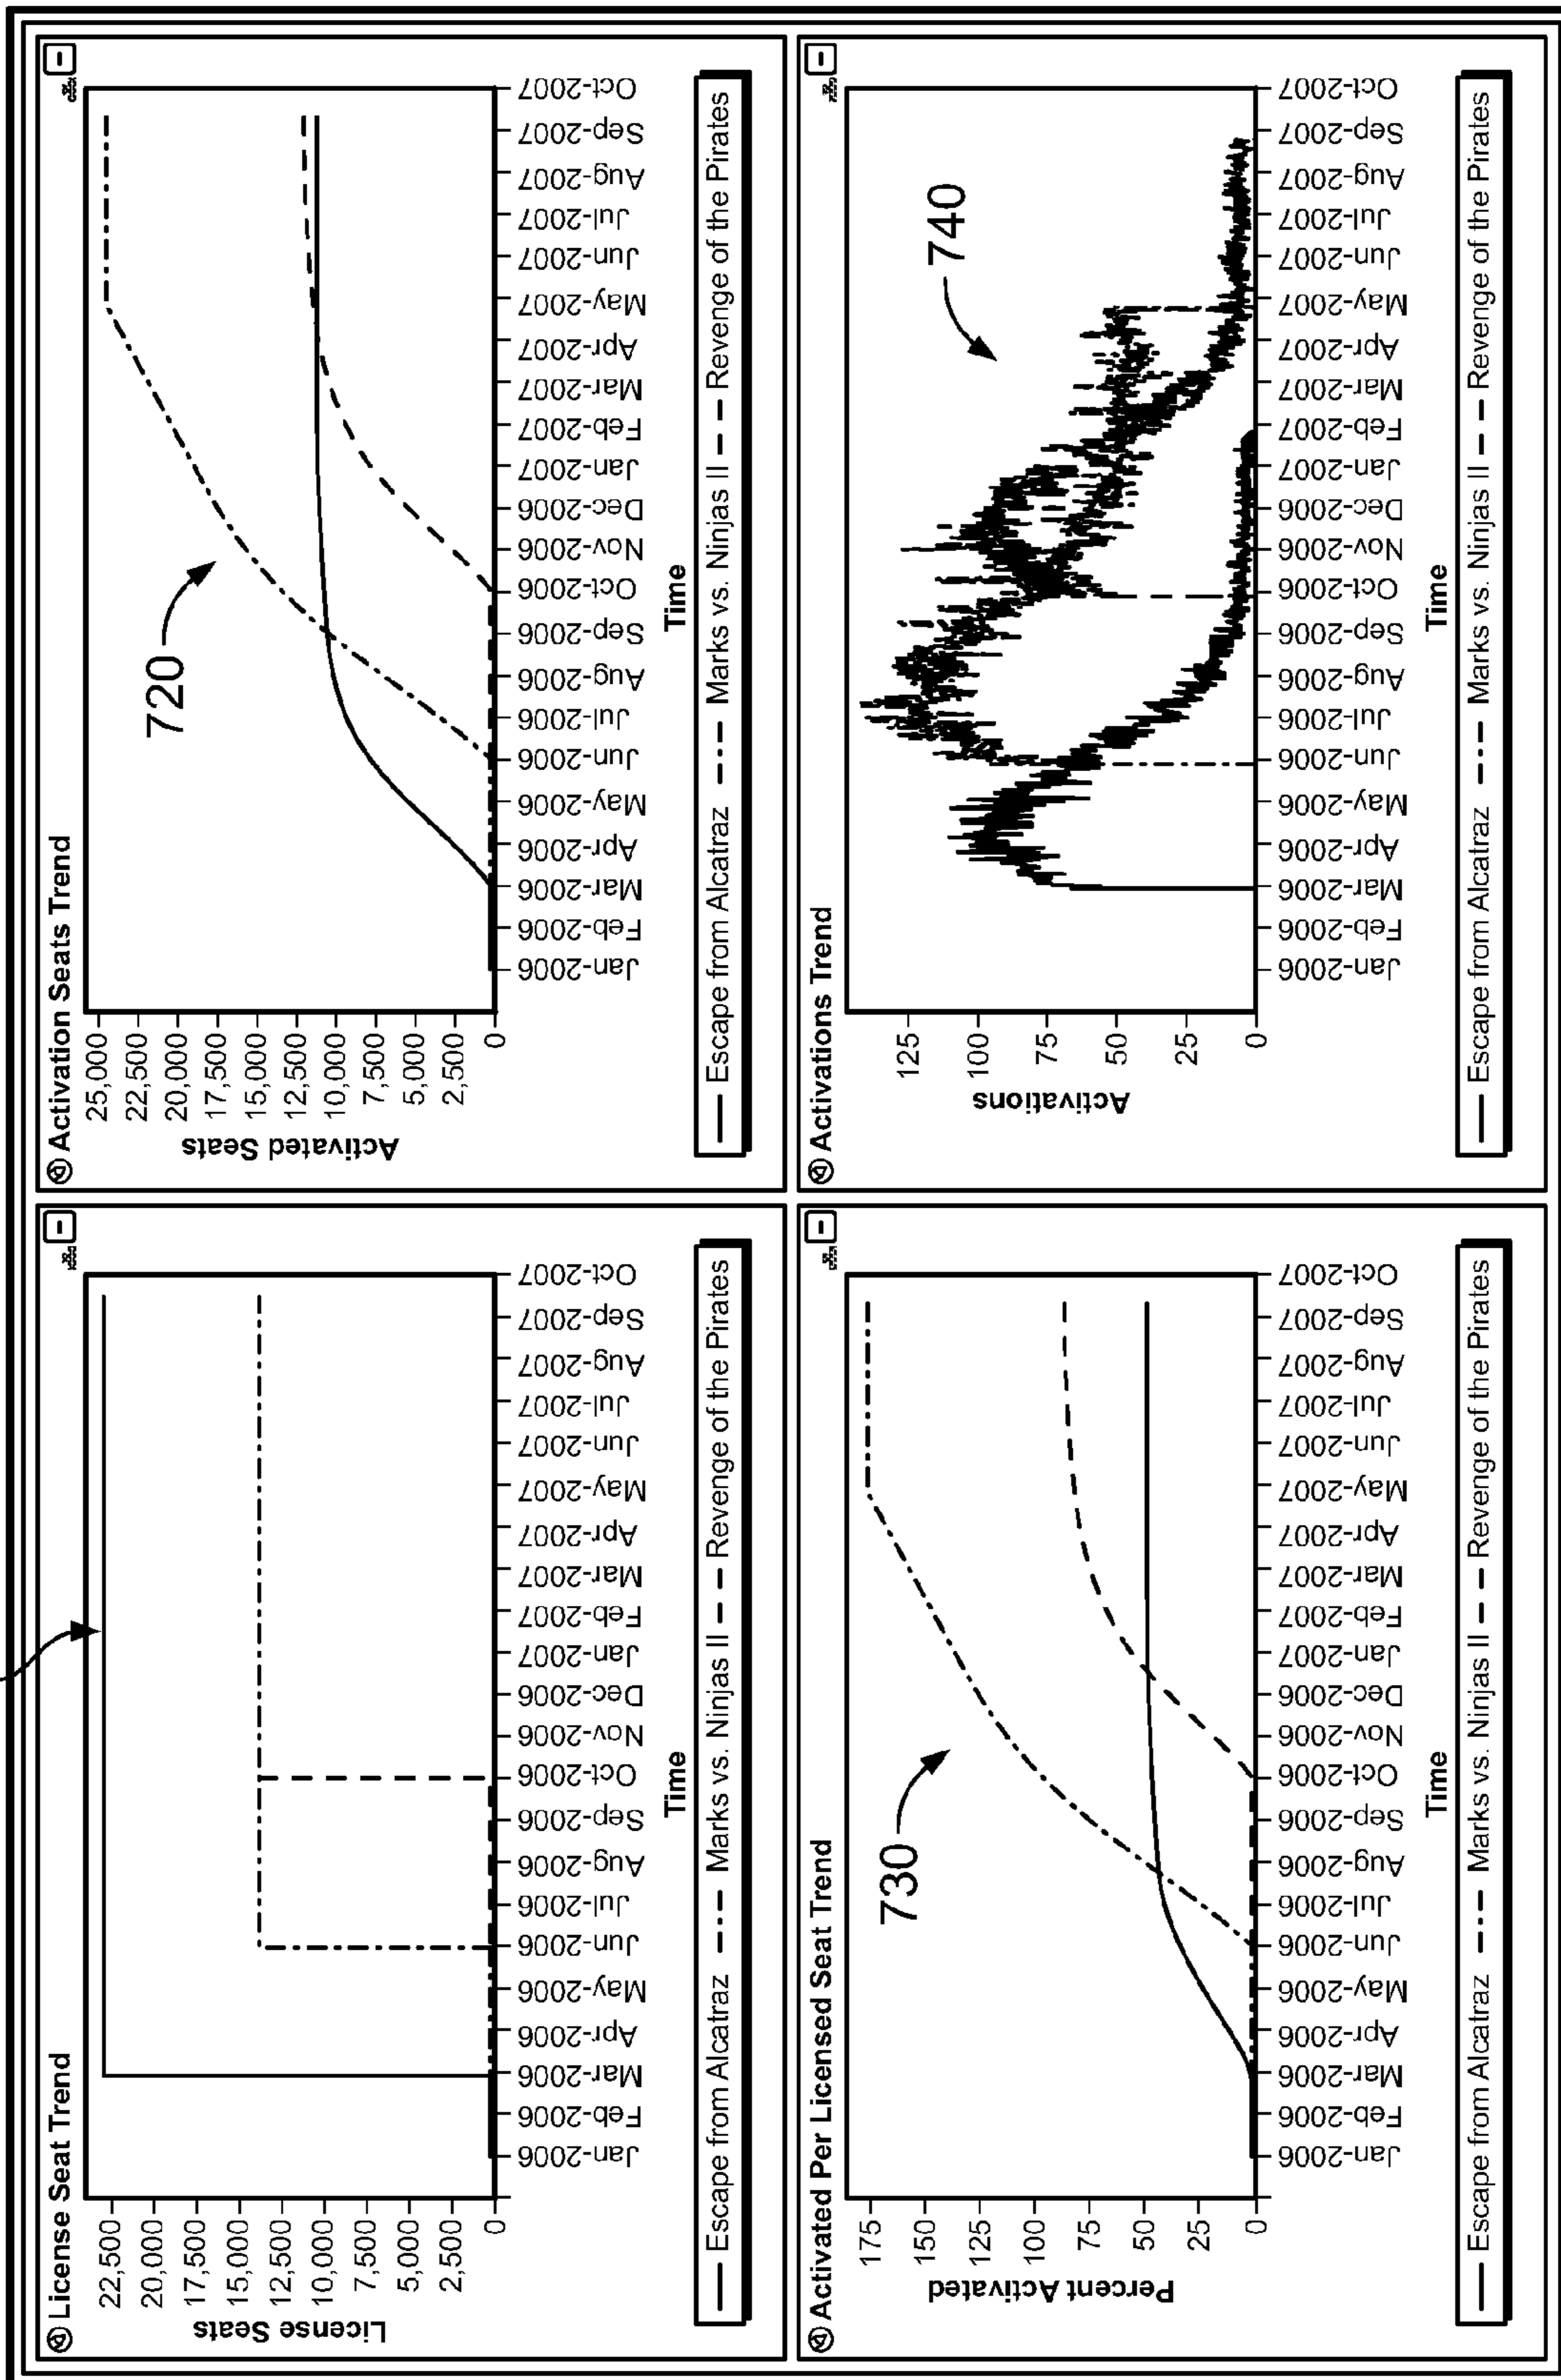 License Seat Trend
License Seats
22,500
20,000
17,500
15,000
12,500
10,000
7,500
5,000
2,500
0
Jan-2006
Feb-2006
Mar-2006
Apr-2006
May-2006
Jun-2006
Jul-2006
Aug-2006
Sep-2006
Oct-2006
Nov-2006
Dec-2006
Jan-2007
Feb-2007
Mar-2007
Apr-2007
May-2007
Jun-2007
Jul-2007
Aug-2007
Sep-2007
Oct-2007
Time
Escape from Alcatraz Marks vs. Ninjas II Revenge of the Pirates
Activation Seats Trend
720
Activated Seats
25,000
22,500
20,000
17,500
15,000
12,500
10,000
7,500
5,000
2,500
0
Jan-2006
Feb-2006
Mar-2006
Apr-2006
May-2006
Jun-2006
Jul-2006
Aug-2006
Sep-2006
Oct-2006
Nov-2006
Dec-2006
Jan-2007
Feb-2007
Mar-2007
Apr-2007
May-2007
Jun-2007
Jul-2007
Aug-2007
Sep-2007
Oct-2007
Time
Escape from Alcatraz Marks vs. Ninjas II Revenge of the Pirates
Activated Per Licensed Seat Trend
730
Percent Activated
175
150
125
100
75
50
25
0
Jan-2006
Feb-2006
Mar-2006
Apr-2006
May-2006
Jun-2006
Jul-2006
Aug-2006
Sep-2006
Oct-2006
Nov-2006
Dec-2006
Jan-2007
Feb-2007
Mar-2007
Apr-2007
May-2007
Jun-2007
Jul-2007
Aug-2007
Sep-2007
Oct-2007
Time
Escape from Alcatraz Marks vs. Ninjas II Revenge of the Pirates
Activations Trend
740
Activations
125
100
75
50
25
0
Jan-2006
Feb-2006
Mar-2006
Apr-2006
May-2006
Jun-2006
Jul-2006
Aug-2006
Sep-2006
Oct-2006
Nov-2006
Dec-2006
Jan-2007
Feb-2007
Mar-2007
Apr-2007
May-2007
Jun-2007
Jul-2007
Aug-2007
Sep-2007
Oct-2007
Time
Escape from Alcatraz Marks vs. Ninjas II Revenge of the Pirates